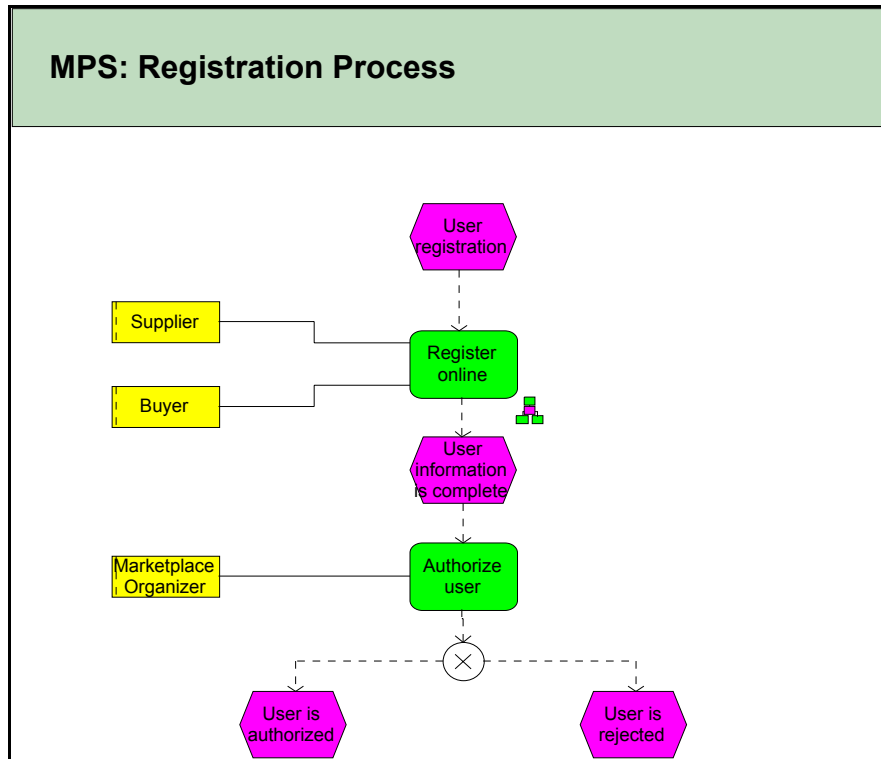 MPS: Registration Process
User
registration
Supplier
Register
online
Buyer
User
information
is complete
Marketplace
Organizer
Authorize
user
User is
authorized
User is
rejected